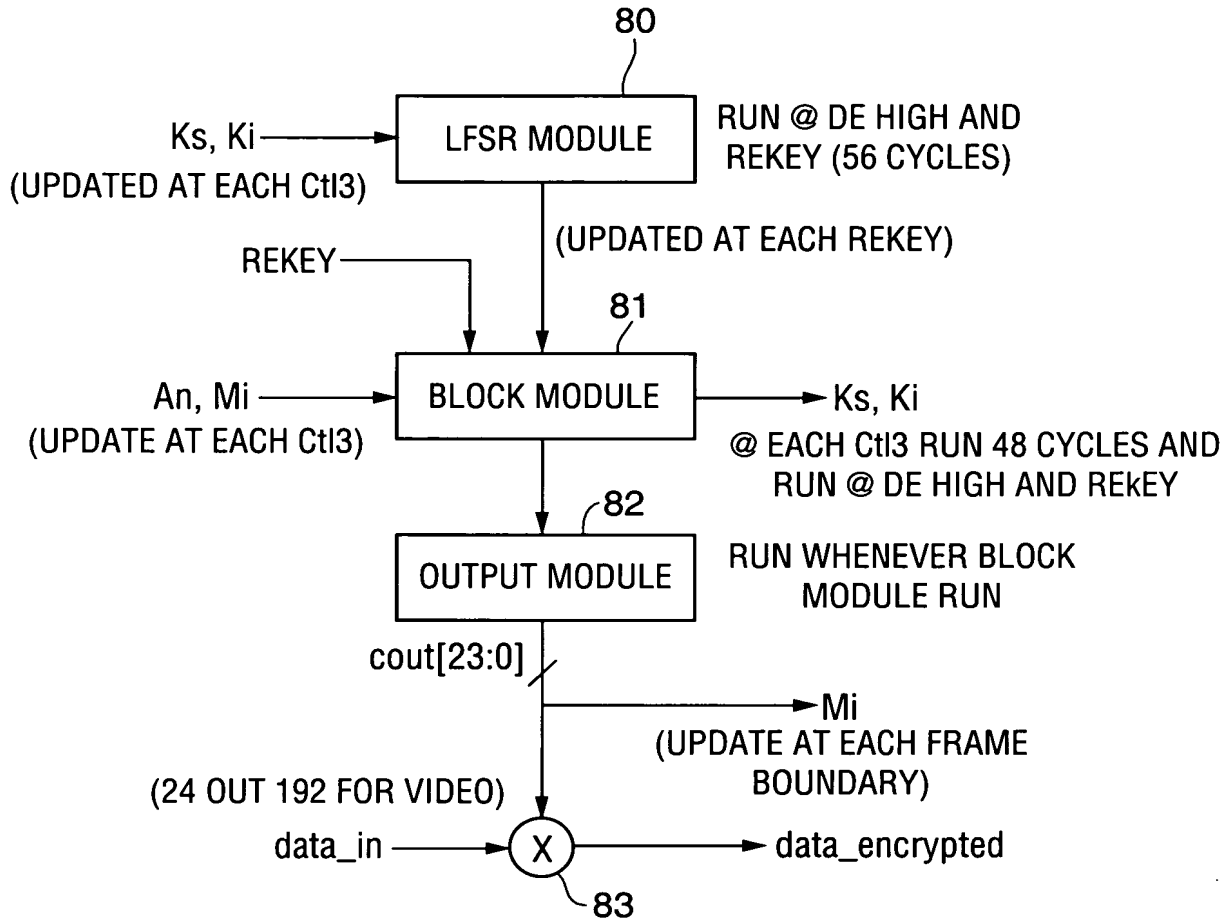 80
Ks, Ki
(UPDATED AT EACH Ctl3)
LFSR MODULE
RUN @ DE HIGH AND
REKEY (56 CYCLES)
(UPDATED AT EACH REKEY)
REKEY
81
An, Mi
(UPDATE AT EACH Ctl3)
BLOCK MODULE
Ks, Ki
@ EACH Ctl3 RUN 48 CYCLES AND
RUN @ DE HIGH AND REkEY
82
OUTPUT MODULE
RUN WHENEVER BLOCK
MODULE RUN
cout[23:0]
Mi
(UPDATE AT EACH FRAME
BOUNDARY)
(24 OUT 192 FOR VIDEO)
data_in
X
data_encrypted
83